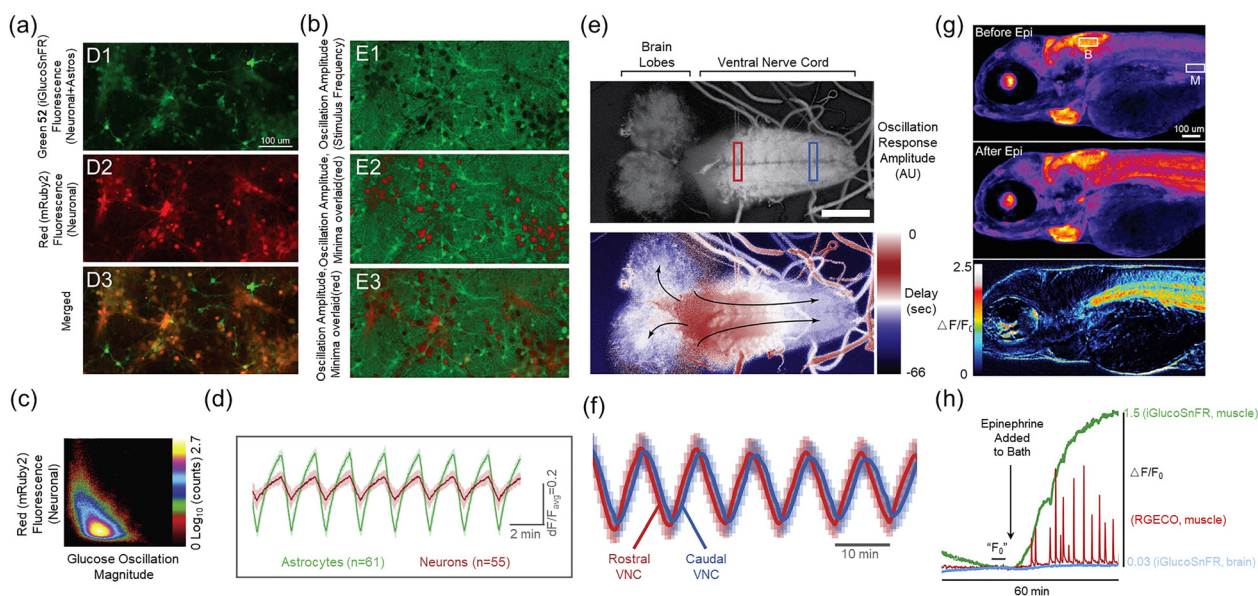 (a)
Green 52 (iGlucoSnFR)
Fluorescence
(Neuronal+Astros)
D1
100 um
Red (mRuby2)
Fluorescence
(Neuronal)
D2
Merged
D3
(b)
Oscillation Amplitude
(Stimulus Frequency)
E1
Oscillation Amplitude,
Minima overlaid(red)
E2
Oscillation Amplitude,
Minima overlaid(red)
E3
(c)
Red (mRuby2)
Fluorescence
(Neuronal)
0 Log10 (counts) 2.7
Glucose Oscillation
Magnitude
(d)
dF/Favg=0.2
2 min
Astrocytes (n=61)
Neurons (n=55)
(e)
Brain
Lobes
Ventral Nerve Cord
Oscillation
Response
Amplitude
(AU)
0
Delay
(sec)
-66
(f)
Rostral
VNC
Caudal
VNC
10 min
(g)
Before Epi
B
M
100 um
After Epi
2.5
△F/F0
0
(h)
Epinephrine
Added
to Bath
"F0"
1.5 (iGlucoSnFR, muscle)
△F/F0
(RGECO, muscle)
0.03 (iGlucoSnFR, brain)
60 min